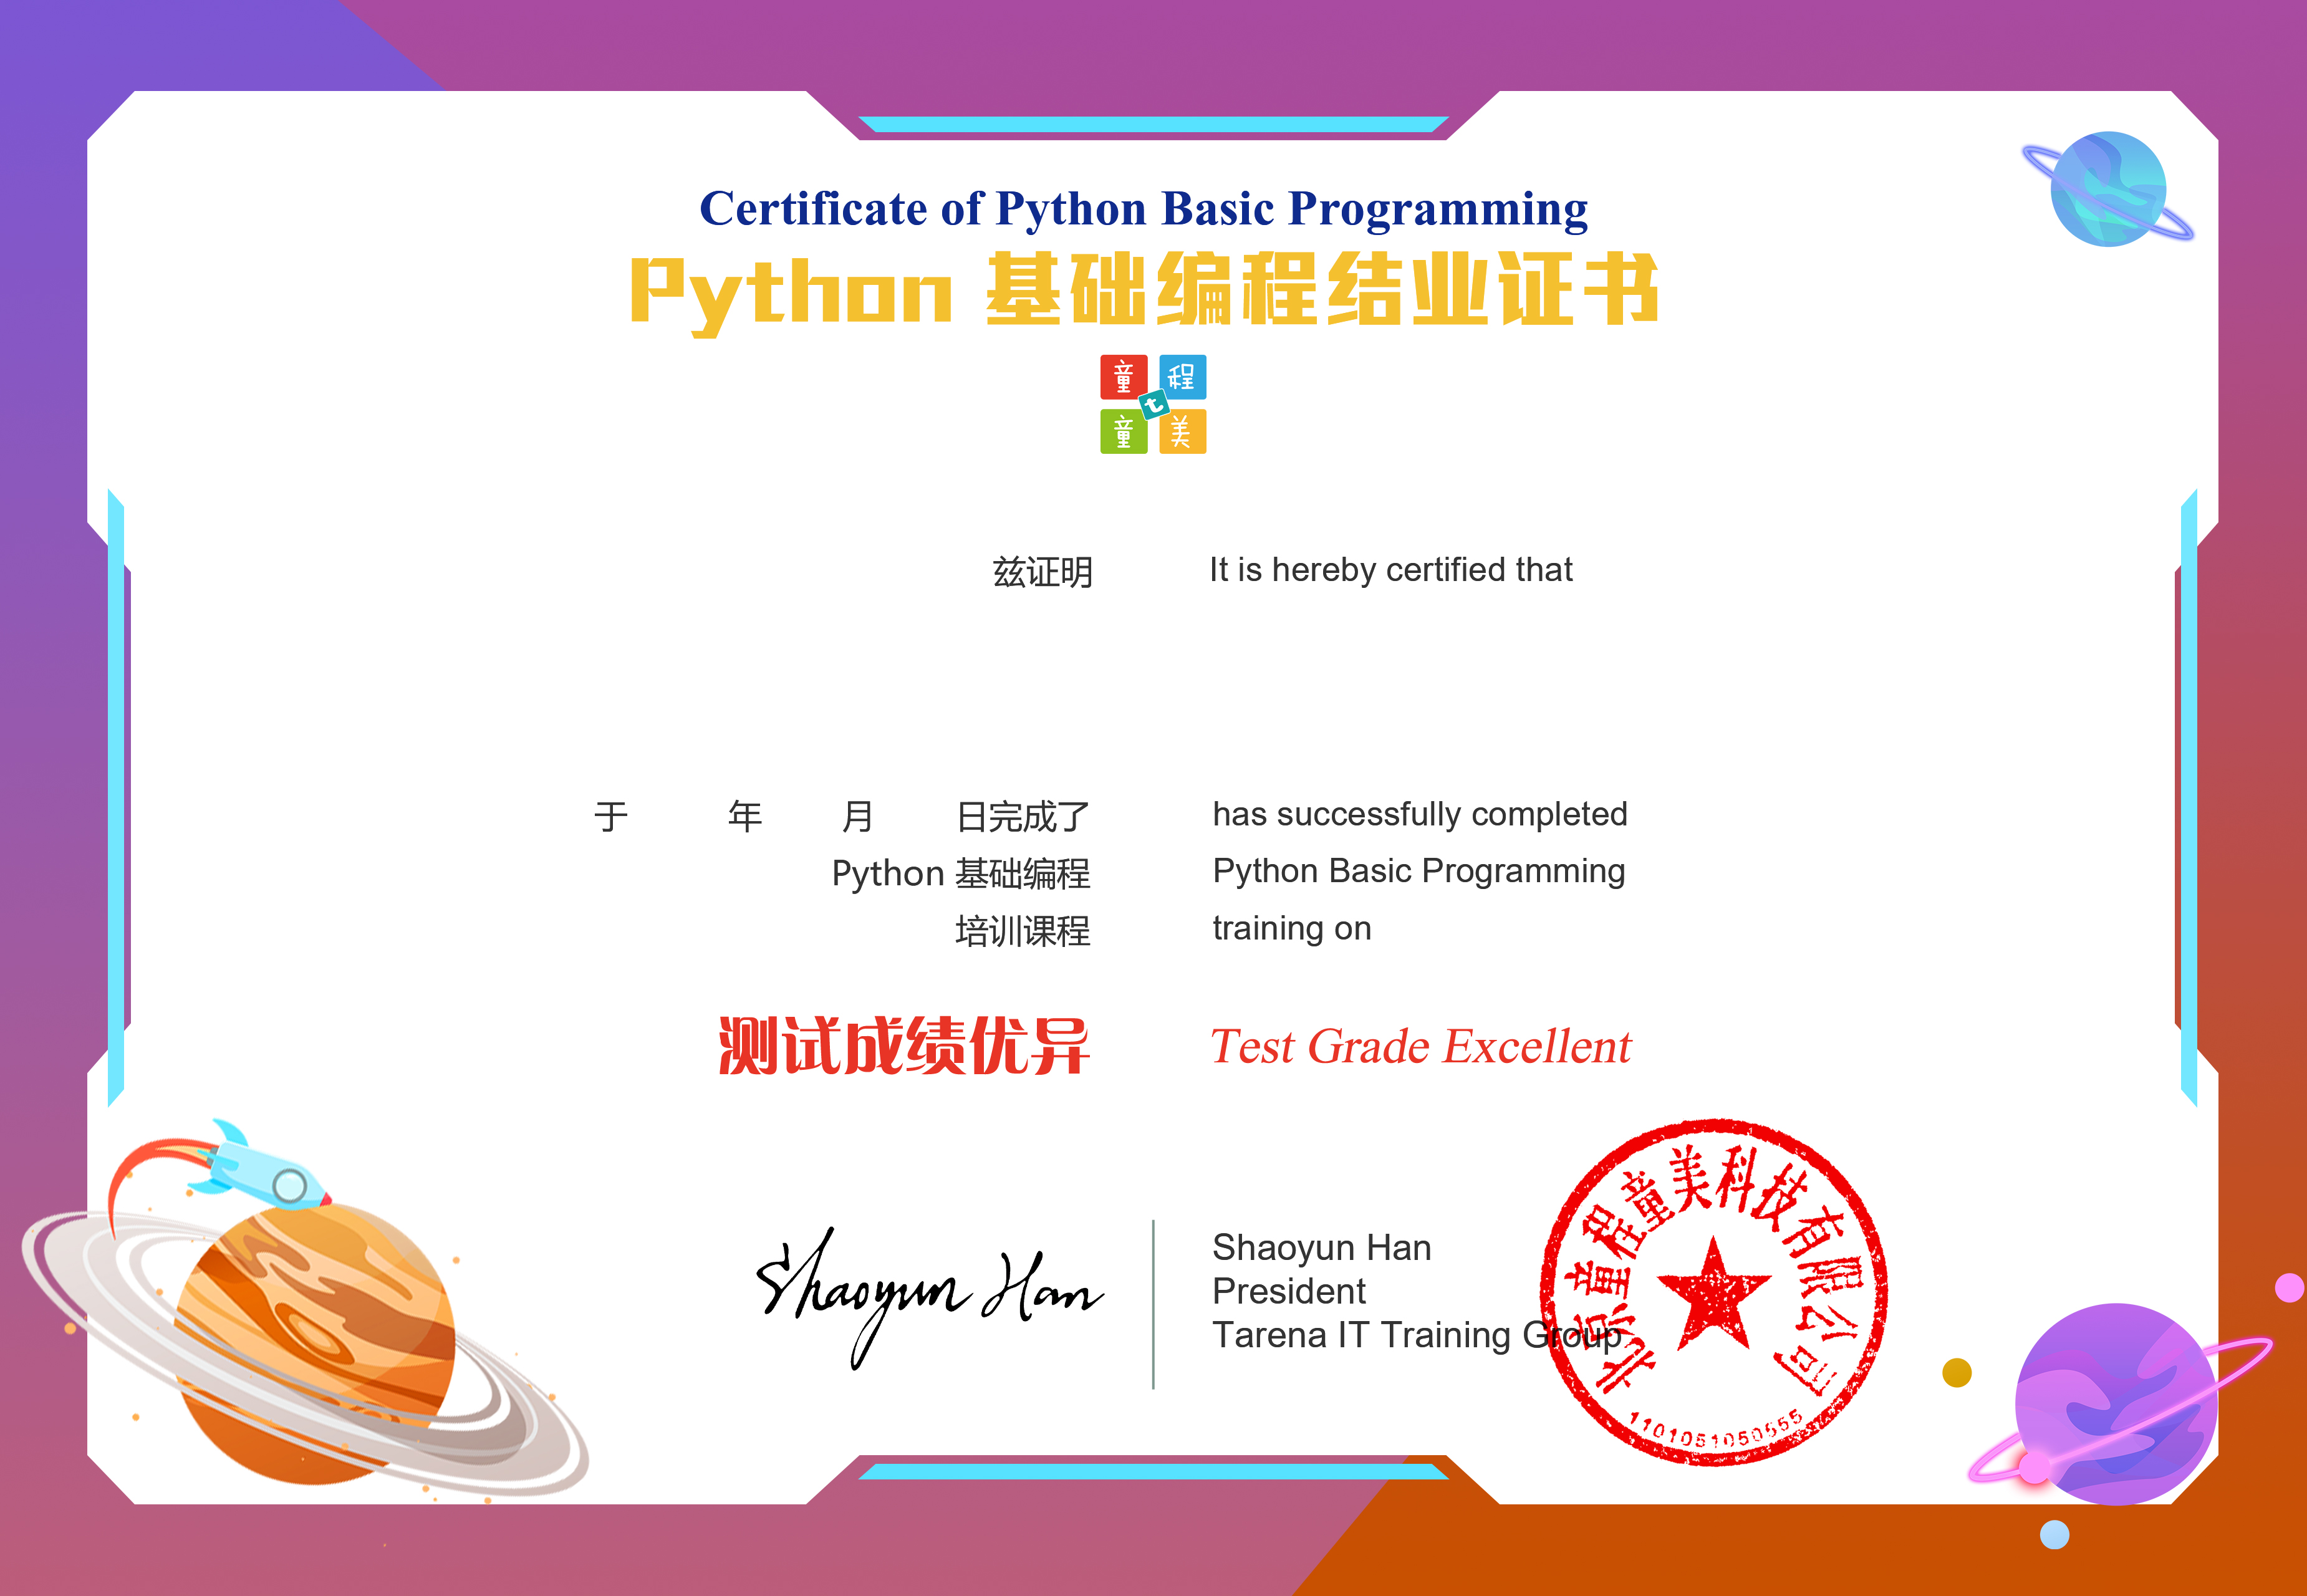 Certificate of Python Basic Programming
Python 基础编程结业证书
童程
t
童美
兹证明
It is hereby certified that
于 年 月 日完成了
has successfully completed
Python 基础编程
Python Basic Programming
培训课程
training on
测试成绩优异
Test Grade Excellent
Shaoyun Han
Shaoyun Han
President
Tarena IT Training Group
北京童程童美科技有限公司